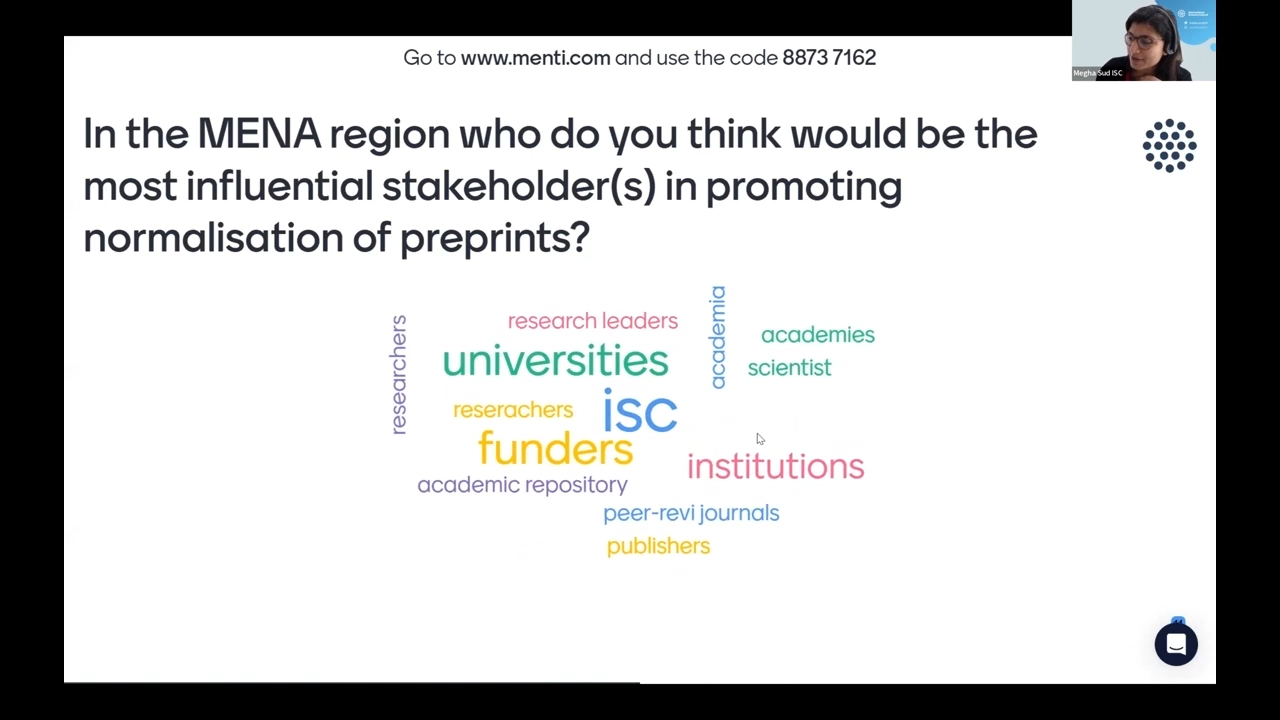 Go to www.menti.com and use the code 8873 7162
Megha Sud ISC
In the MENA region who do you think would be the
most influential stakeholder(s) in promoting
normalisation of preprints?
researchers
research leaders
academia
academies
universities
scientist
reserachers
isc
funders
institutions
academic repository
peer-revi journals
publishers